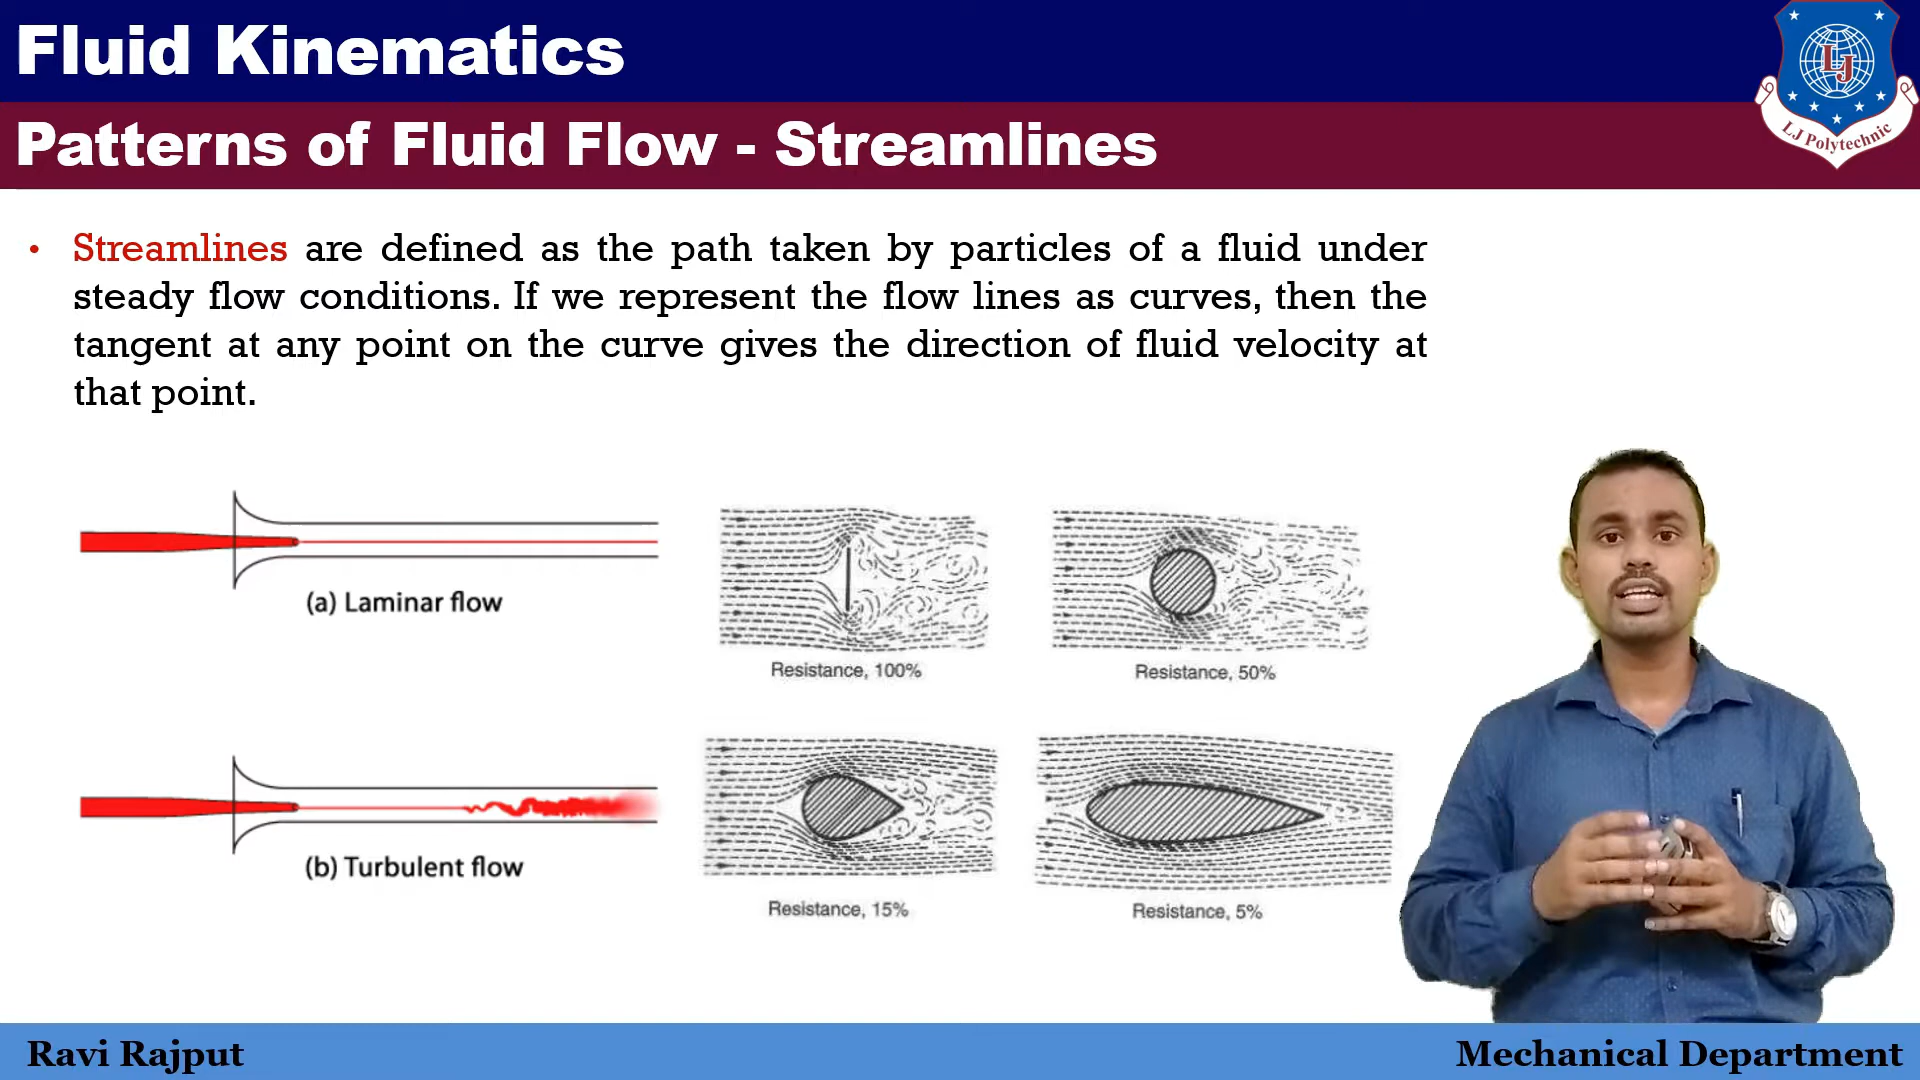 Fluid Kinematics
Patterns of Fluid Flow - Streamlines
LJ
LJ Polytechnic
• Streamlines are defined as the path taken by particles of a fluid under
steady flow conditions. If we represent the flow lines as curves, then the
tangent at any point on the curve gives the direction of fluid velocity at
that point.
(a) Laminar flow
Resistance, 100%
Resistance, 50%
(b) Turbulent flow
Resistance, 15%
Resistance, 5%
Ravi Rajput
Mechanical Department